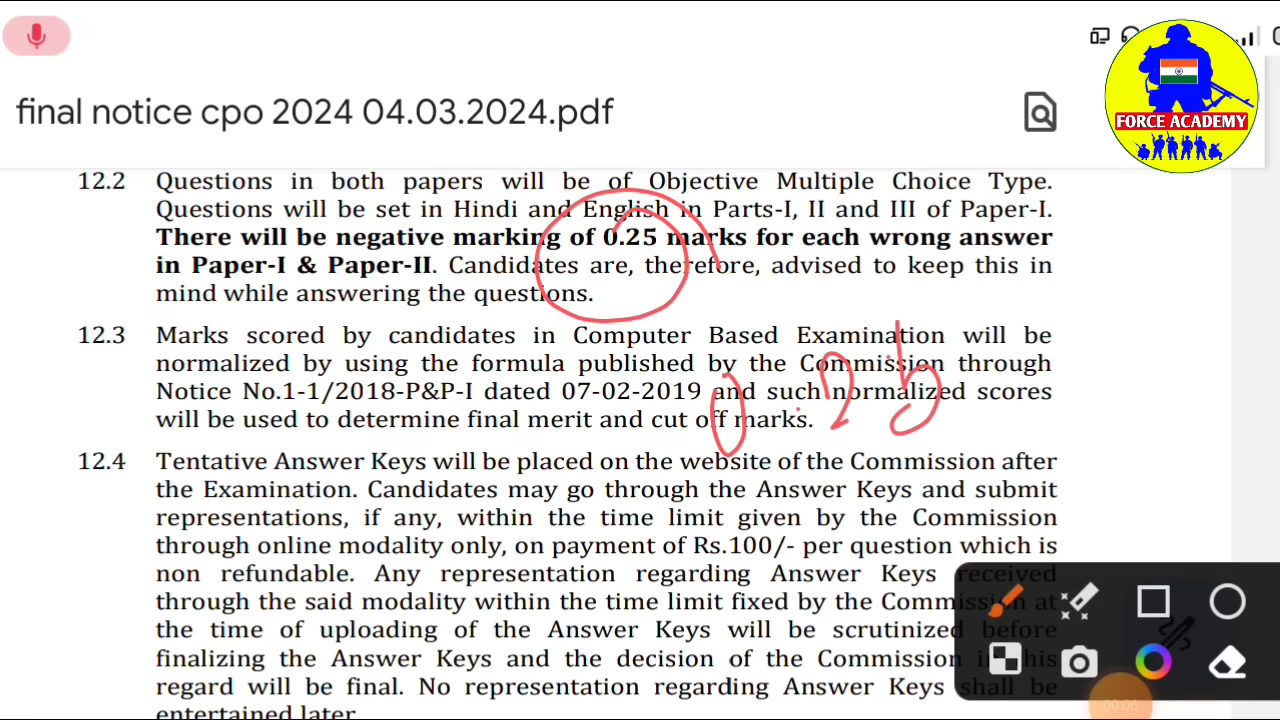 final notice cpo 2024 04.03.2024.pdf
FORCE ACADEMY
12.2 Questions in both papers will be of Objective Multiple Choice Type.
Questions will be set in Hindi and English in Parts-I, II and III of Paper-I.
There will be negative marking of 0.25 marks for each wrong answer
in Paper-I & Paper-II. Candidates are, therefore, advised to keep this in
mind while answering the questions.
12.3 Marks scored by candidates in Computer Based Examination will be
normalized by using the formula published by the Commission through
Notice No.1-1/2018-P&P-I dated 07-02-2019 and such normalized scores
will be used to determine final merit and cut off marks.
12.4 Tentative Answer Keys will be placed on the website of the Commission after
the Examination. Candidates may go through the Answer Keys and submit
representations, if any, within the time limit given by the Commission
through online modality only, on payment of Rs.100/- per question which is
non refundable. Any representation regarding Answer Keys received
through the said modality within the time limit fixed by the Commission at
the time of uploading of the Answer Keys will be scrutinized before
finalizing the Answer Keys and the decision of the Commission in this
regard will be final. No representation regarding Answer Keys shall be
entertained later
00:06